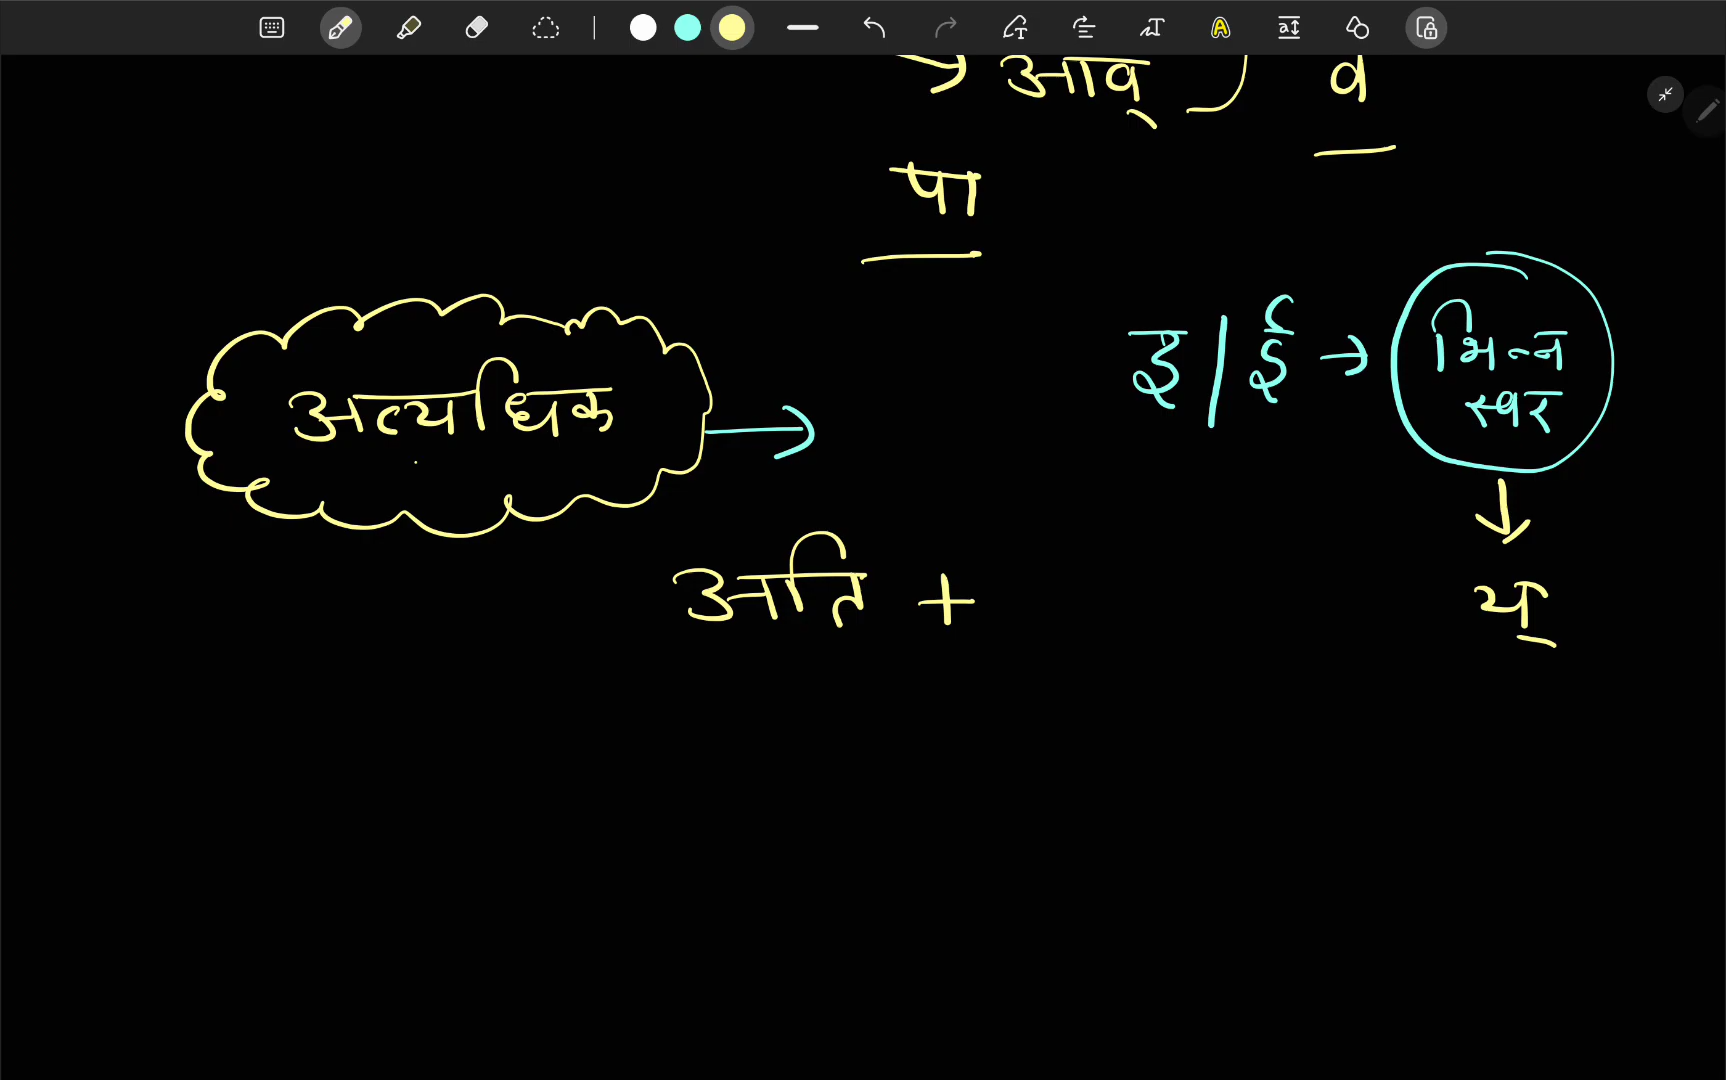 → आव् व
पा
इ | ई → भिन्न
स्वर
अत्यधिक →
↓
अति + य्